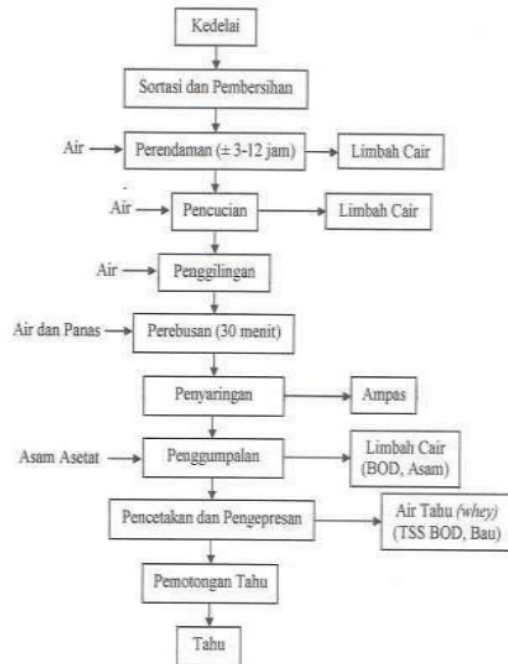 Kedelai
Sortasi dan Pembersihan
Air
Perendaman (± 3-12 jam)
Limbah Cair
Air
Pencucian
Limbah Cair
Air
Penggilingan
Air dan Panas
Perebusan (30 menit)
Penyaringan
Ampas
Asam Asetat
Penggumpalan
Limbah Cair
(BOD, Asam)
Pencetakan dan Pengepresan
Air Tahu (whey)
(TSS BOD, Bau)
Pemotongan Tahu
Tahu